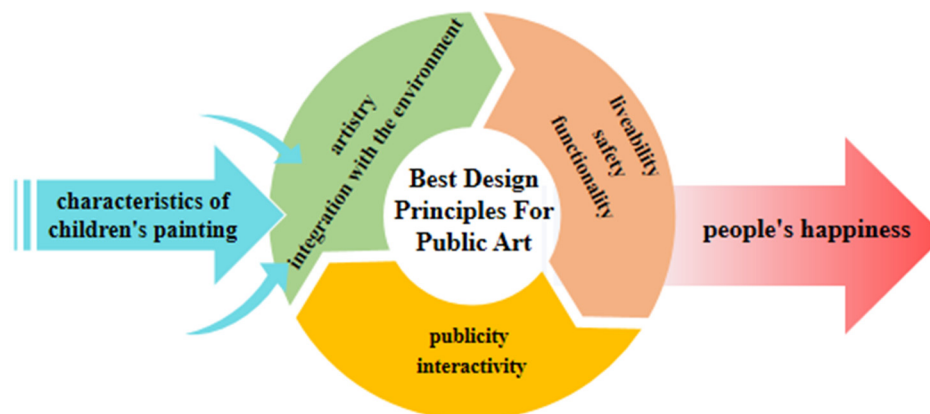 characteristics of
children's painting
artistry
integration with the environment
Best Design
Principles For
Public Art
liveability
safety
functionality
publicity
interactivity
people's happiness